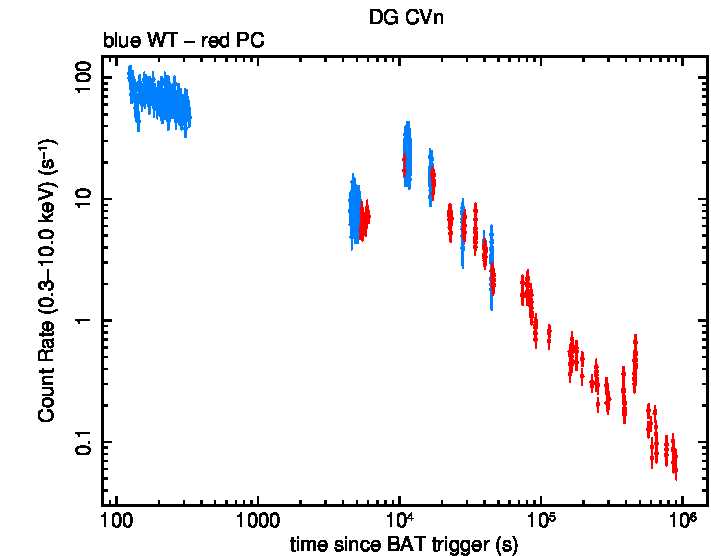 DG CVn
blue WT – red PC
Count Rate (0.3–10.0 keV) (s⁻¹)
100
10
1
0.1
100 1000 10⁴ 10⁵ 10⁶
time since BAT trigger (s)